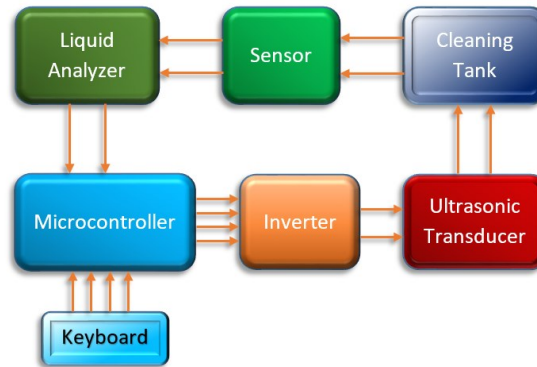 Liquid
Analyzer
Sensor
Cleaning
Tank
Microcontroller
Inverter
Ultrasonic
Transducer
Keyboard